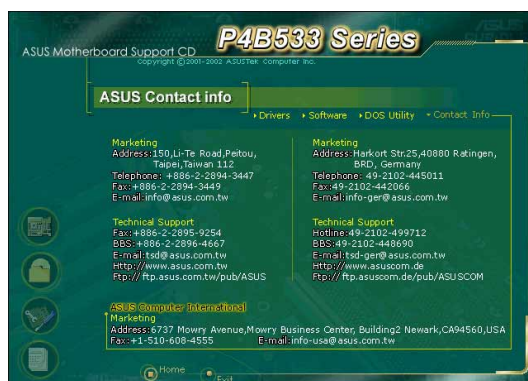 P4B533 Series
ASUS Motherboard Support CD
Copyright ©2001-2002 ASUSTek Computer Inc.
ASUS Contact info
Drivers Software DOS Utility Contact Info
Marketing
Address:150,Li-Te Road,Peitou,
Taipei,Taiwan 112
Telephone: +886-2-2894-3447
Fax:+886-2-2894-3449
E-mail:info@asus.com.tw
Technical Support
Fax:+886-2-2895-9254
BBS:+886-2-2896-4667
E-mail:tsd@asus.com.tw
Http://www.asus.com.tw
Ftp://ftp.asus.com.tw/pub/ASUS
Marketing
Address:Harkort Str.25,40880 Ratingen,
BRD, Germany
Telephone: 49-2102-445011
Fax:49-2102-442066
E-mail:info-ger@asus.com.tw
Technical Support
Hotline:49-2102-499712
BBS:49-2102-448690
E-mail:tsd-ger@asus.com.tw
Http://www.asuscom.de
Ftp://ftp.asuscom.de/pub/ASUSCOM
ASUS Computer International
Marketing
Address:6737 Mowry Avenue,Mowry Business Center, Building2 Newark,CA94560,USA
Fax:+1-510-608-4555 E-mail:info-usa@asus.com.tw
Home
Exit